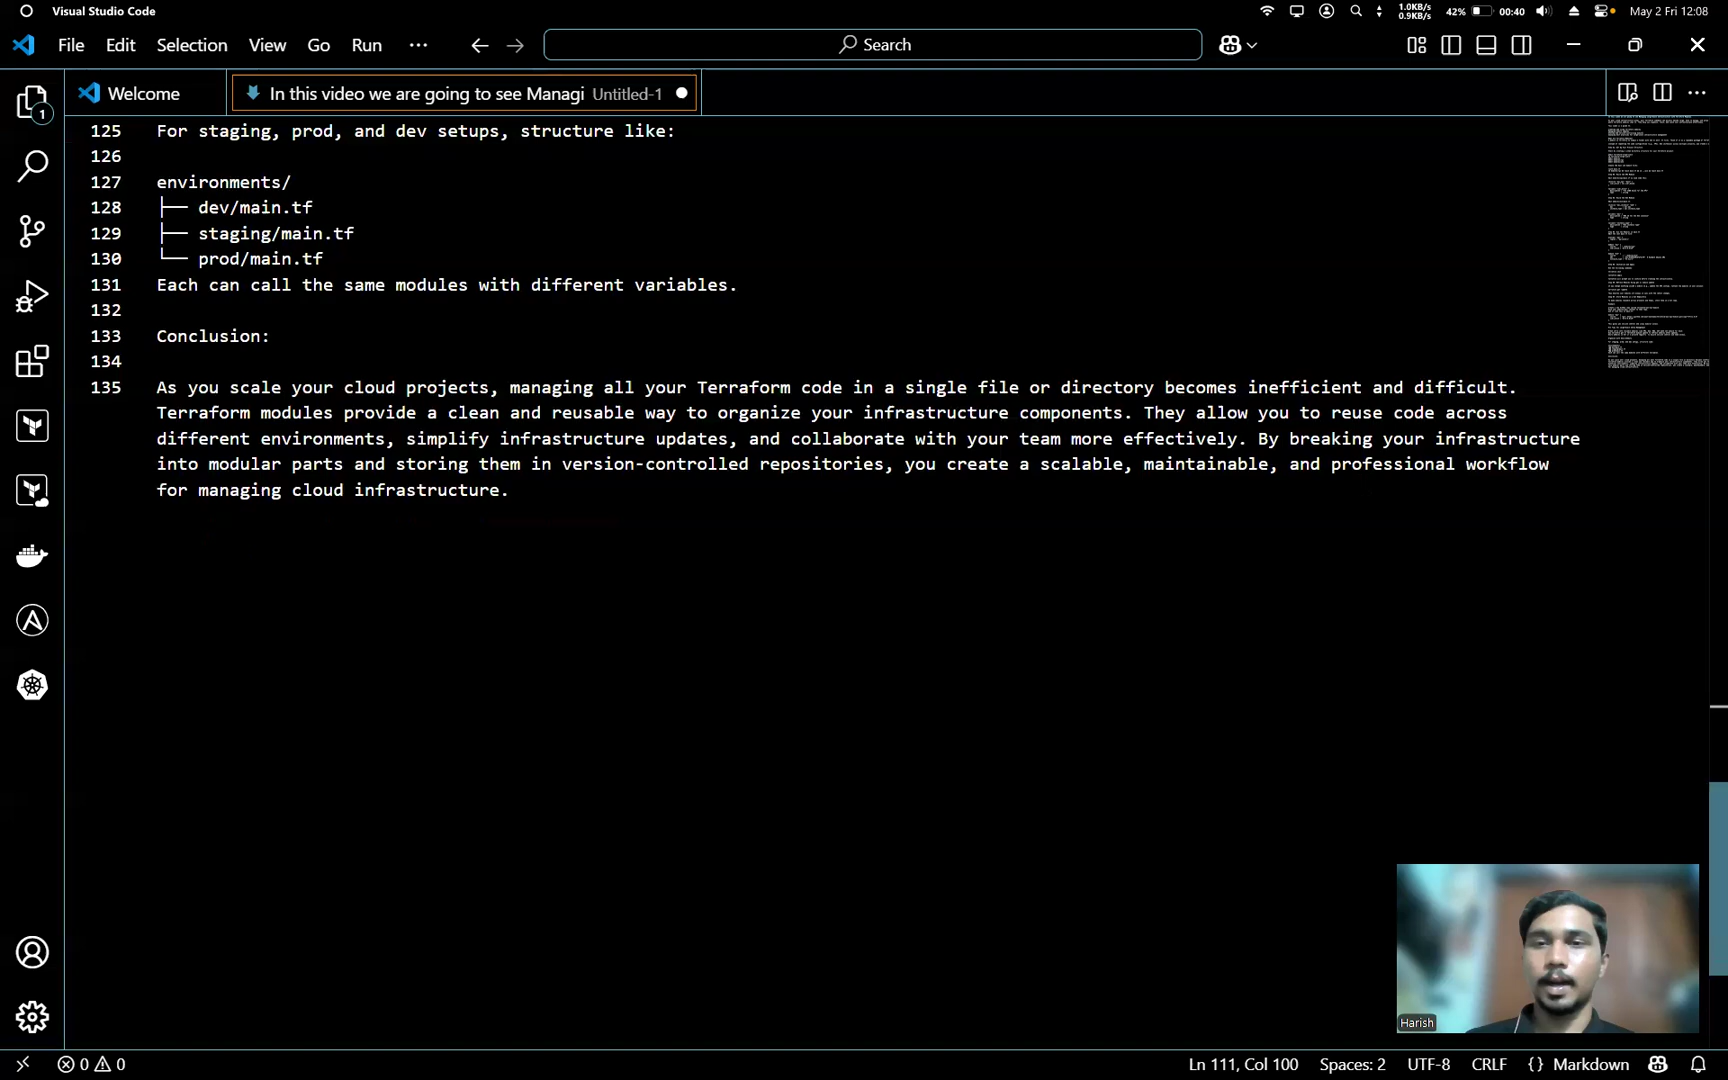 Visual Studio Code
1.0KB/s
0.9KB/s
42%
00:40
May 2 Fri 12:08
File Edit Selection View Go Run ···
Search
1
Welcome
In this video we are going to see Managi Untitled-1
125 For staging, prod, and dev setups, structure like:
126
127 environments/
128 ├── dev/main.tf
129 ├── staging/main.tf
130 └── prod/main.tf
131 Each can call the same modules with different variables.
132
133 Conclusion:
134
135 As you scale your cloud projects, managing all your Terraform code in a single file or directory becomes inefficient and difficult.
Terraform modules provide a clean and reusable way to organize your infrastructure components. They allow you to reuse code across
different environments, simplify infrastructure updates, and collaborate with your team more effectively. By breaking your infrastructure
into modular parts and storing them in version-controlled repositories, you create a scalable, maintainable, and professional workflow
for managing cloud infrastructure.
Harish
0 0
Ln 111, Col 100 Spaces: 2 UTF-8 CRLF {} Markdown